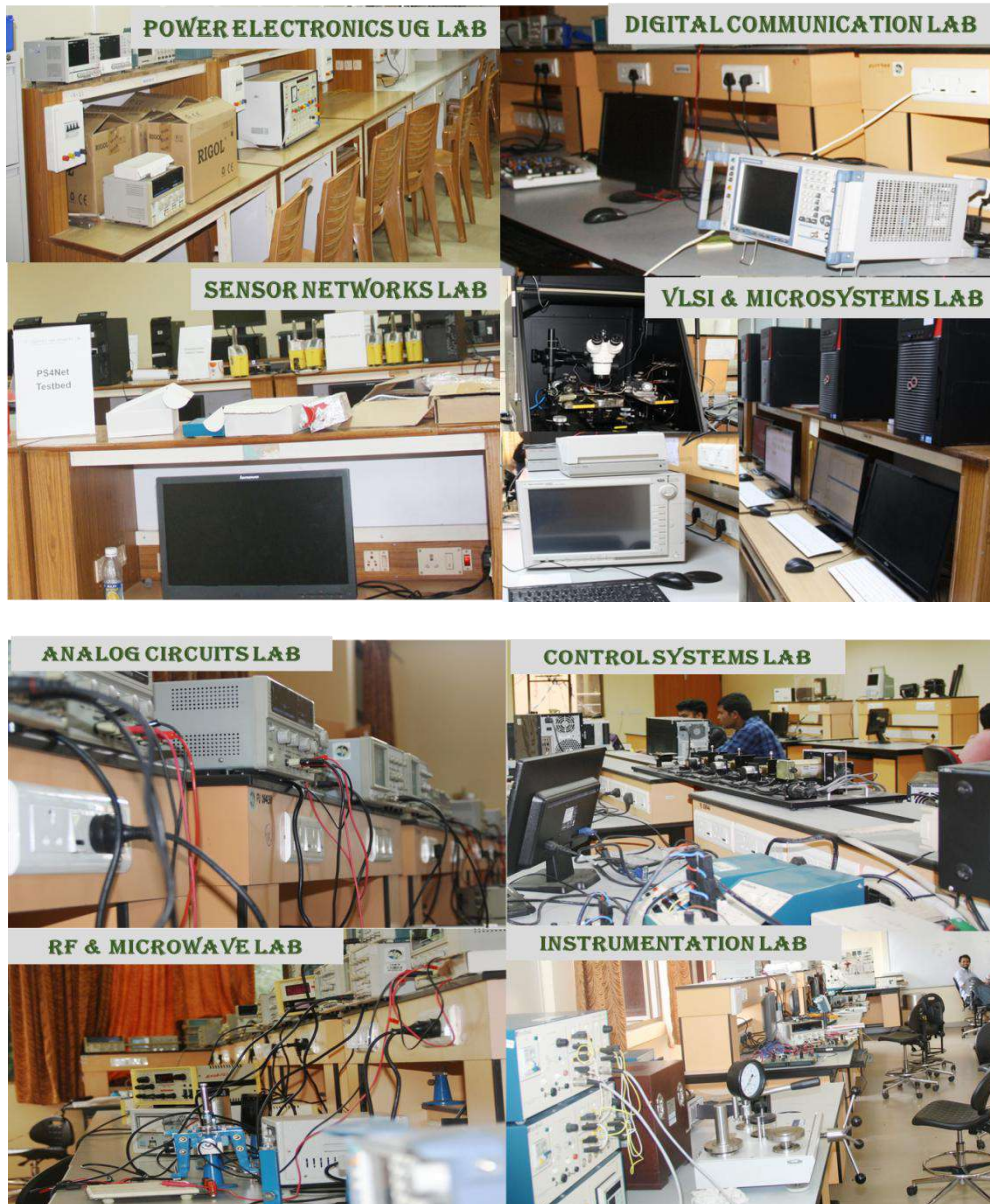 POWER ELECTRONICS UG LAB
DIGITAL COMMUNICATION LAB
RIGOL
SENSOR NETWORKS LAB
VLSI & MICROSYSTEMS LAB
PS4Net
Testbed
lenovo
ANALOG CIRCUITS LAB
CONTROL SYSTEMS LAB
RF & MICROWAVE LAB
INSTRUMENTATION LAB